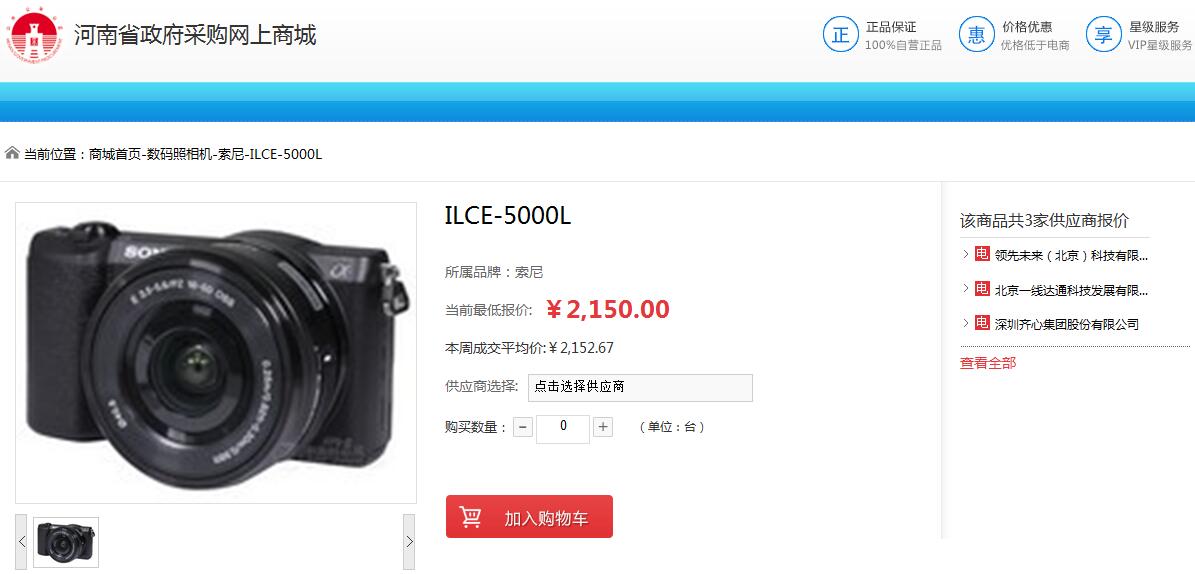 河南省政府采购网上商城
正 正品保证
100%自营正品
惠 价格优惠
优格低于电商
享 星级服务
VIP星级服务
当前位置：商城首页-数码照相机-索尼-ILCE-5000L
SONY
α
E 3.5-5.6/PZ 16-50 OSS
ILCE-5000L
所属品牌：索尼
当前最低报价: ¥2,150.00
本周成交平均价:¥2,152.67
供应商选择: 点击选择供应商
购买数量： − 0 + （单位：台）
加入购物车
该商品共3家供应商报价
电 领先未来（北京）科技有限...
电 北京一线达通科技发展有限...
电 深圳齐心集团股份有限公司
查看全部